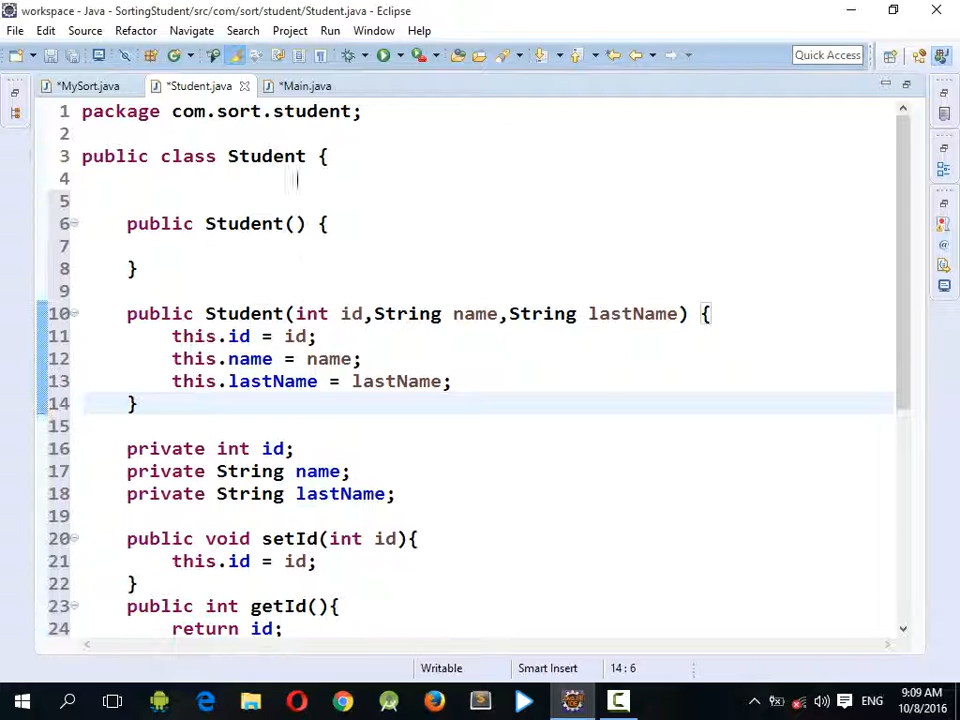 workspace - Java - SortingStudent/src/com/sort/student/Student.java - Eclipse
File Edit Source Refactor Navigate Search Project Run Window Help
Quick Access
*MySort.java *Student.java *Main.java
1 package com.sort.student;
2
3 public class Student {
4
5
6 public Student() {
7
8 }
9
10 public Student(int id,String name,String lastName) {
11 this.id = id;
12 this.name = name;
13 this.lastName = lastName;
14 }
15
16 private int id;
17 private String name;
18 private String lastName;
19
20 public void setId(int id){
21 this.id = id;
22 }
23 public int getId(){
24 return id;
Writable Smart Insert 14 : 6
ENG
9:09 AM
10/8/2016